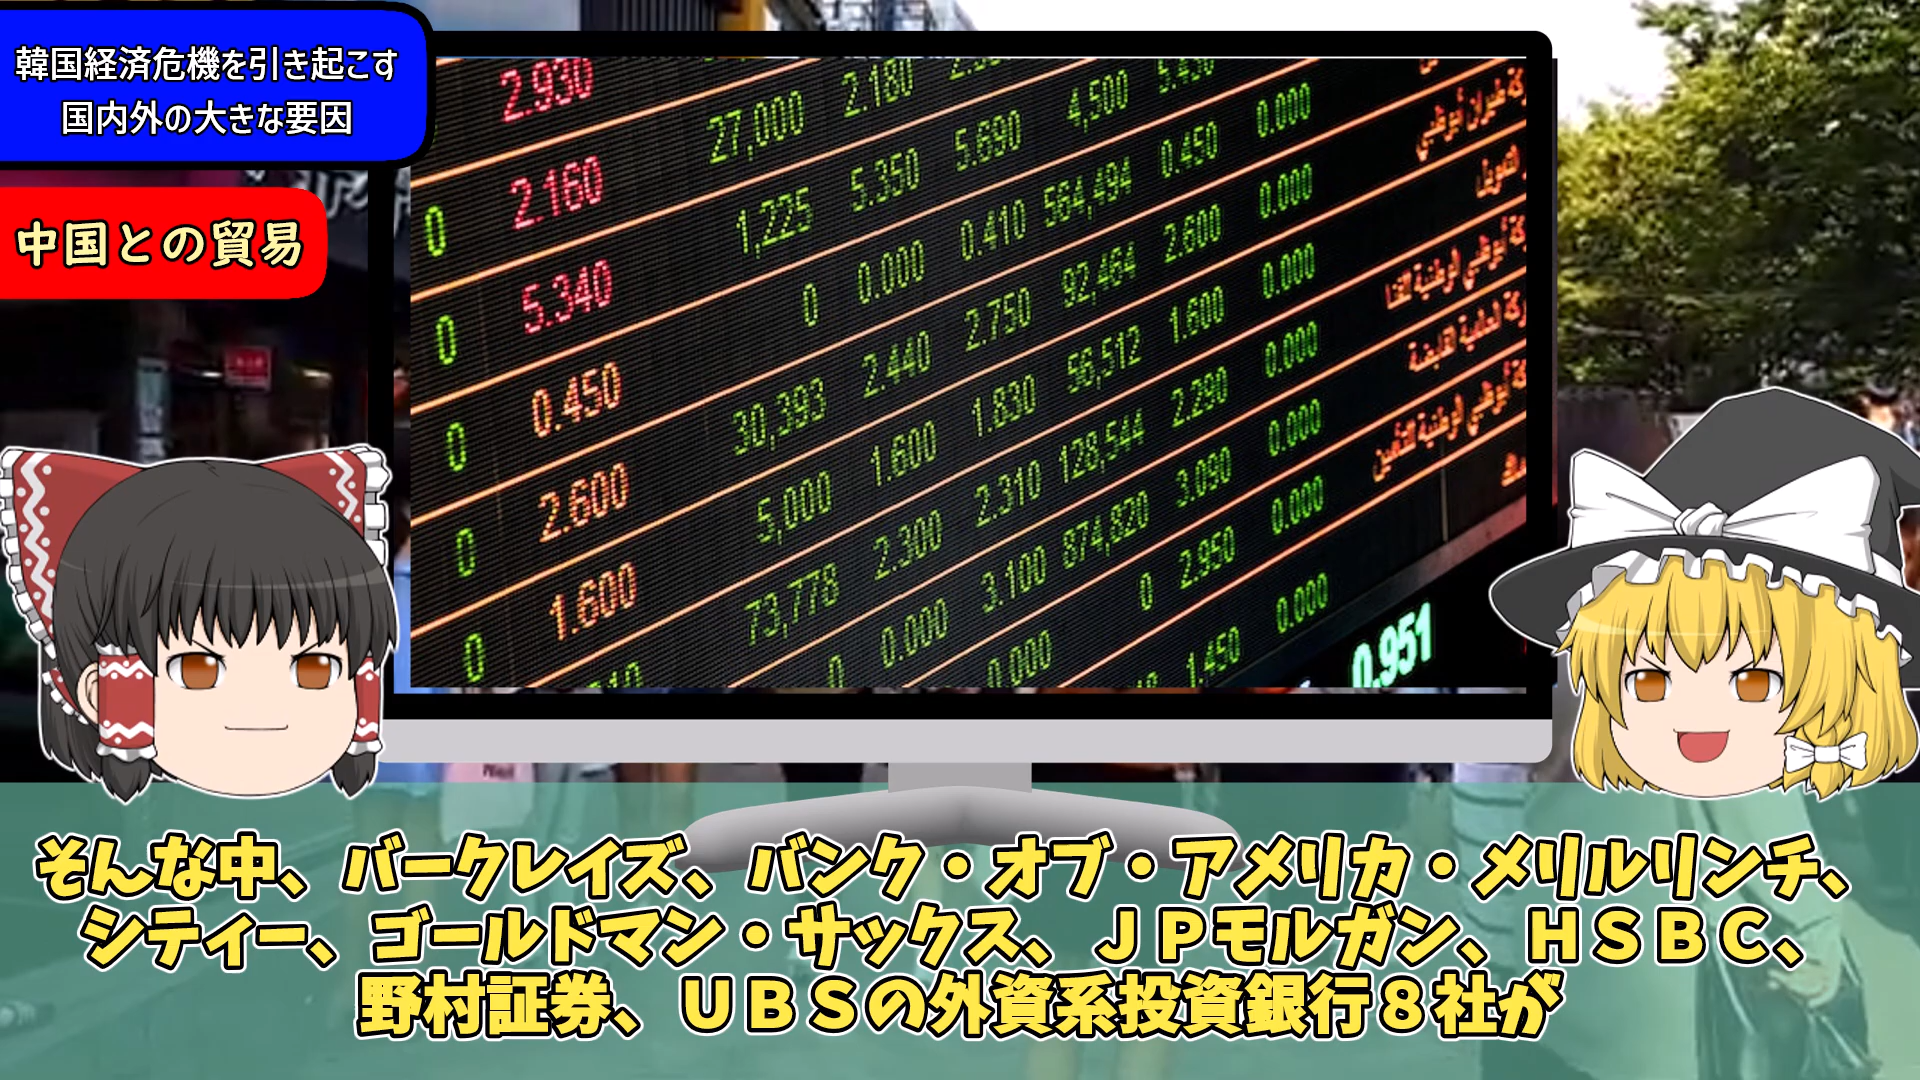 韓国経済危機を引き起こす
国内外の大きな要因
中国との貿易
2.930
27,000 2.180
4,500 5.430
0 2.160
1,225 5.350 5.690
564,494 0.450 0.000
0 5.340
0 0.000 0.410
92,464 2.600 0.000
0 0.450
30,393 2.440 2.750
56,512 1.600 0.000
0 2.600
5,000 1.600 1.830
128,544 2.290 0.000
0 1.600
73,778 2.300 2.310
874,820 3.090 0.000
0 0.000 3.100
0 2.950 0.000
0.000
1.450 0.000
0.951
そんな中、バークレイズ、バンク・オブ・アメリカ・メリルリンチ、
シティー、ゴールドマン・サックス、ＪＰモルガン、ＨＳＢＣ、
野村証券、ＵＢＳの外資系投資銀行８社が